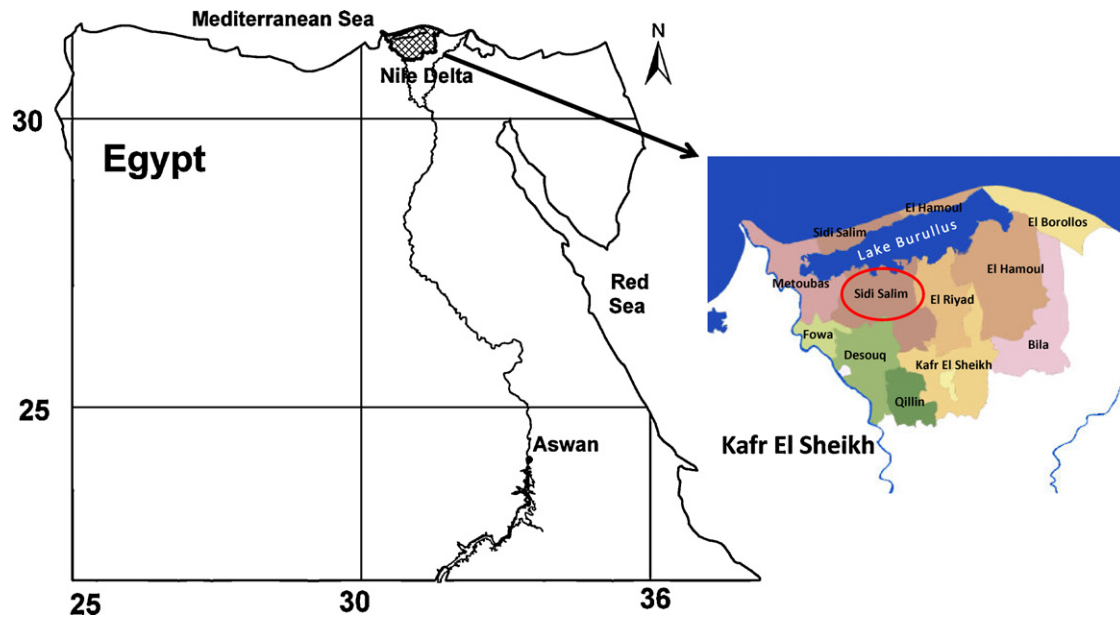 Mediterranean Sea
N
Nile Delta
30
Egypt
El Hamoul
El Borollos
Sidi Salim
Lake Burullus
El Hamoul
Metoubas
Sidi Salim
El Riyad
Red
Sea
Fowa
Bila
Desouq
Kafr El Sheikh
Qillin
25
Kafr El Sheikh
Aswan
25
30
36